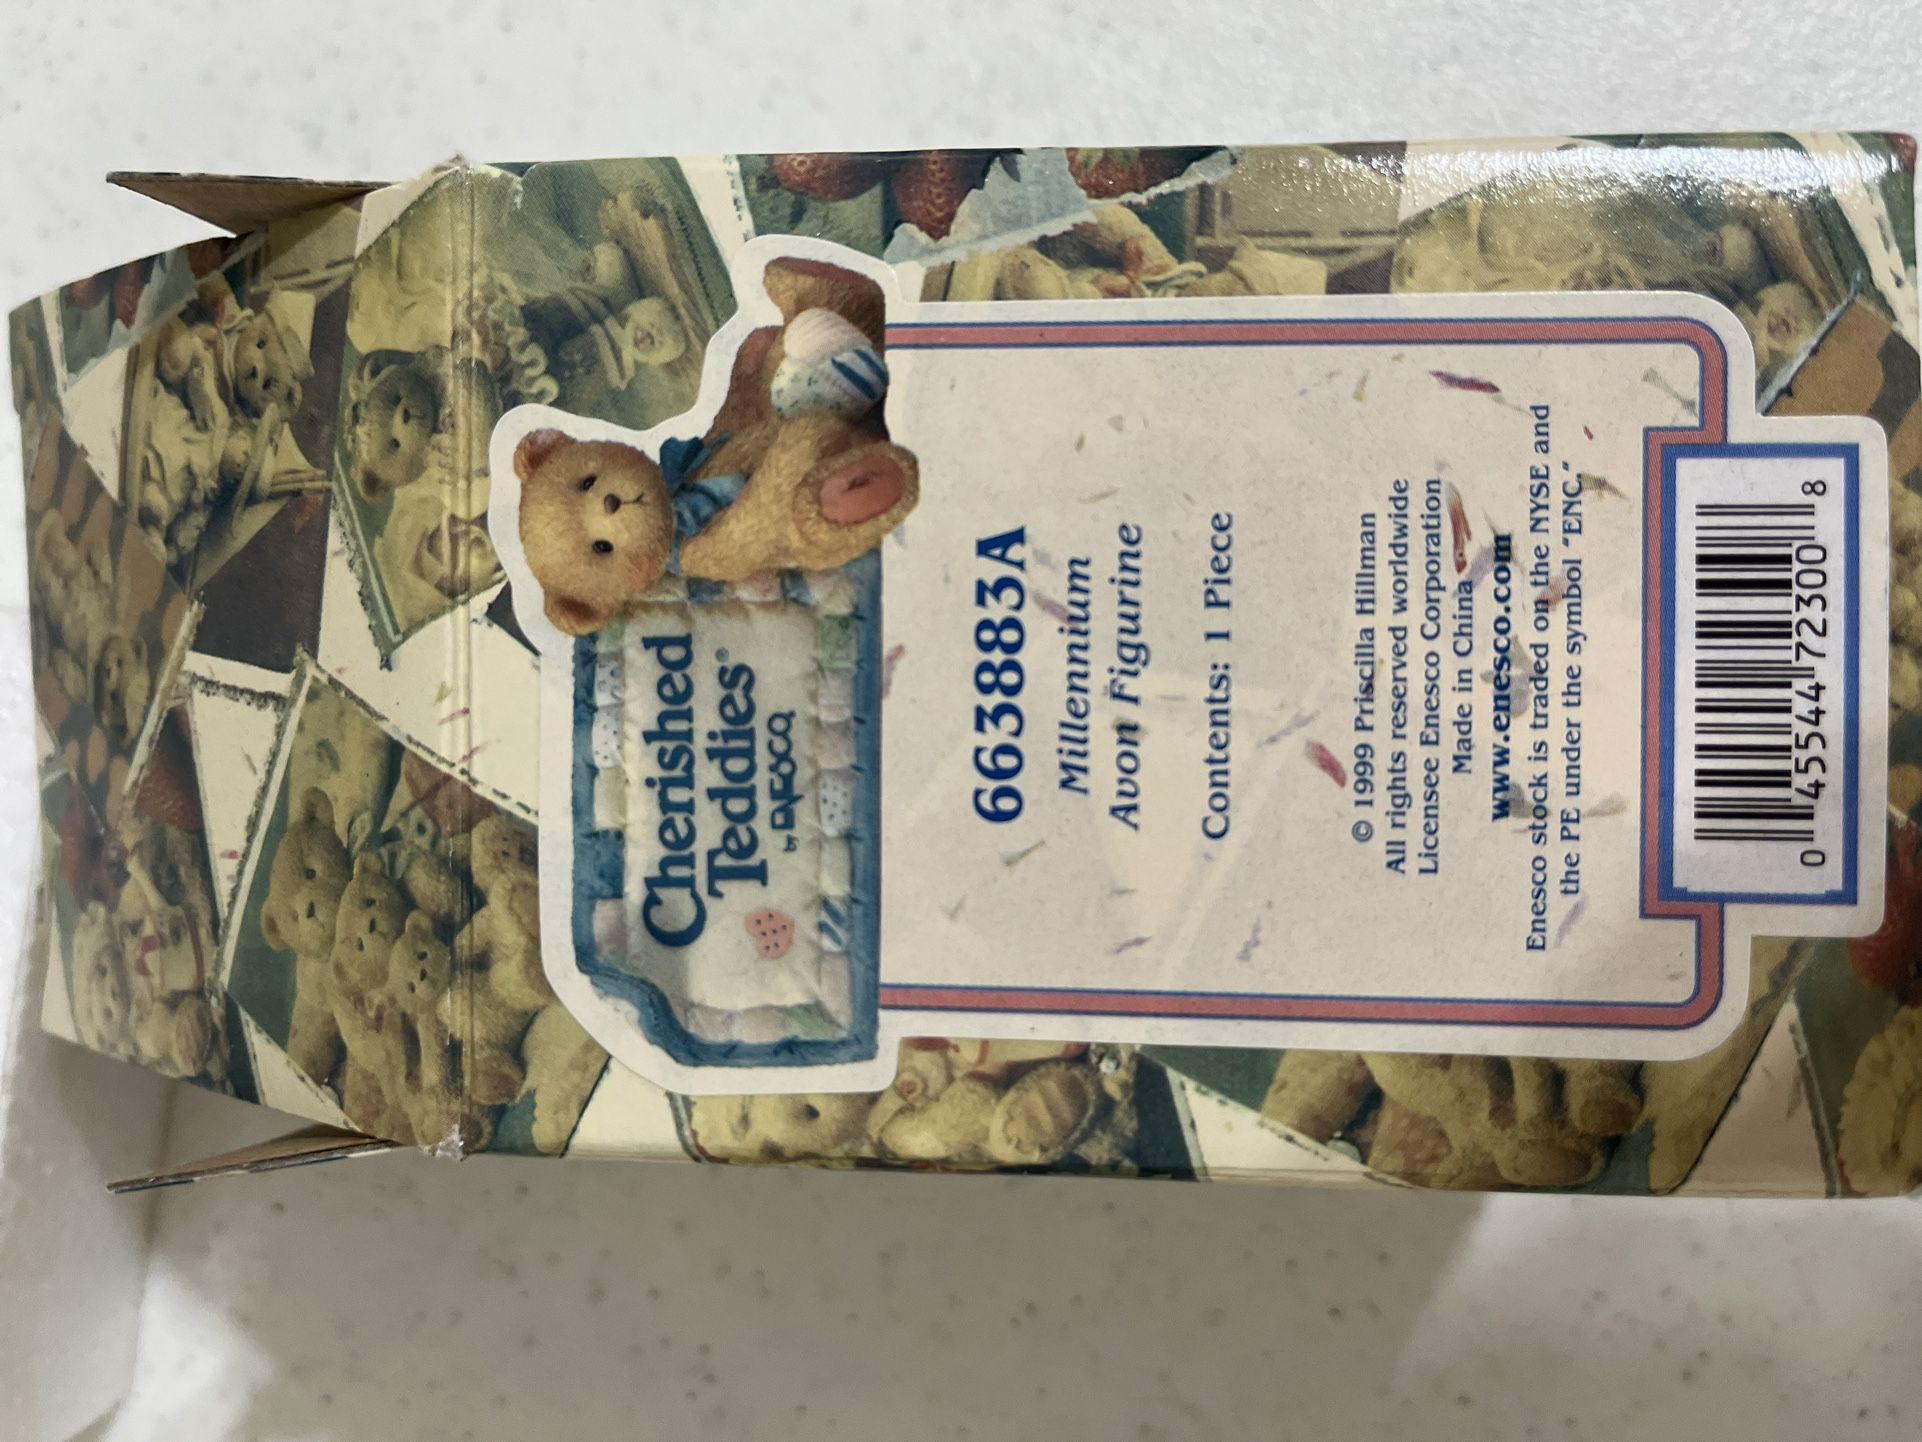 Cherished
Teddies®
by ENESCO
663883A
Millennium
Avon Figurine
Contents: 1 Piece
© 1999 Priscilla Hillman
All rights reserved worldwide
Licensee Enesco Corporation
Made in China
www.enesco.com
Enesco stock is traded on the NYSE and
the PE under the symbol "ENC."
0 45544 72300 8